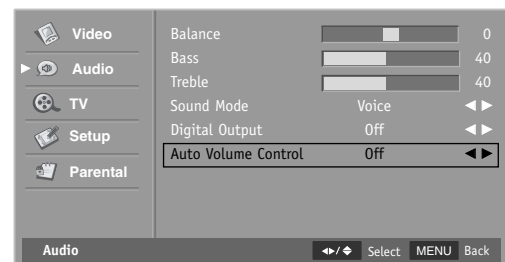 Video
Audio
TV
Setup
Parental
Balance 0
Bass 40
Treble 40
Sound Mode Voice
Digital Output Off
Auto Volume Control Off
Audio Select MENU Back